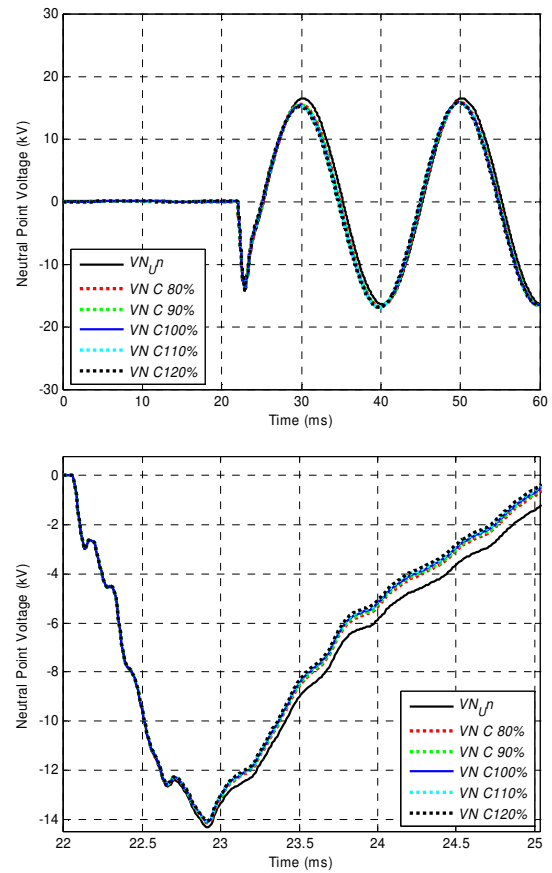 30
20
10
0
-10
-20
-30
Neutral Point Voltage (kV)
VN_U n
VN C 80%
VN C 90%
VN C100%
VN C110%
VN C120%
0 10 20 30 40 50 60
Time (ms)
0
-2
-4
-6
-8
-10
-12
-14
Neutral Point Voltage (kV)
VN_U n
VN C 80%
VN C 90%
VN C100%
VN C110%
VN C120%
22 22.5 23 23.5 24 24.5 25
Time (ms)